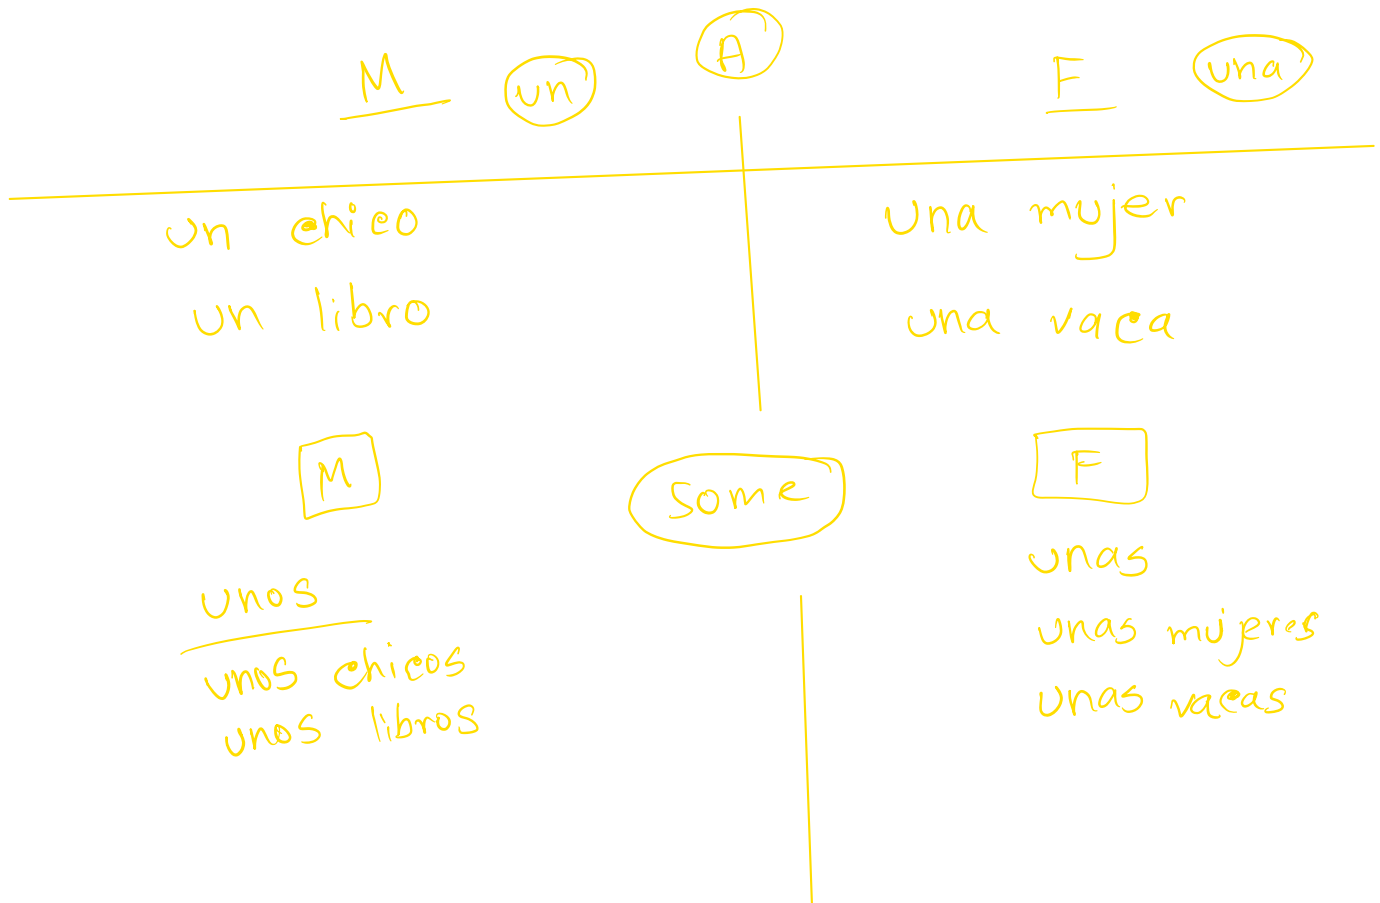 M un A F una
un chico una mujer
un libro una vaca
M some F
unos unas
unos chicos unas mujeres
unos libros unas vacas